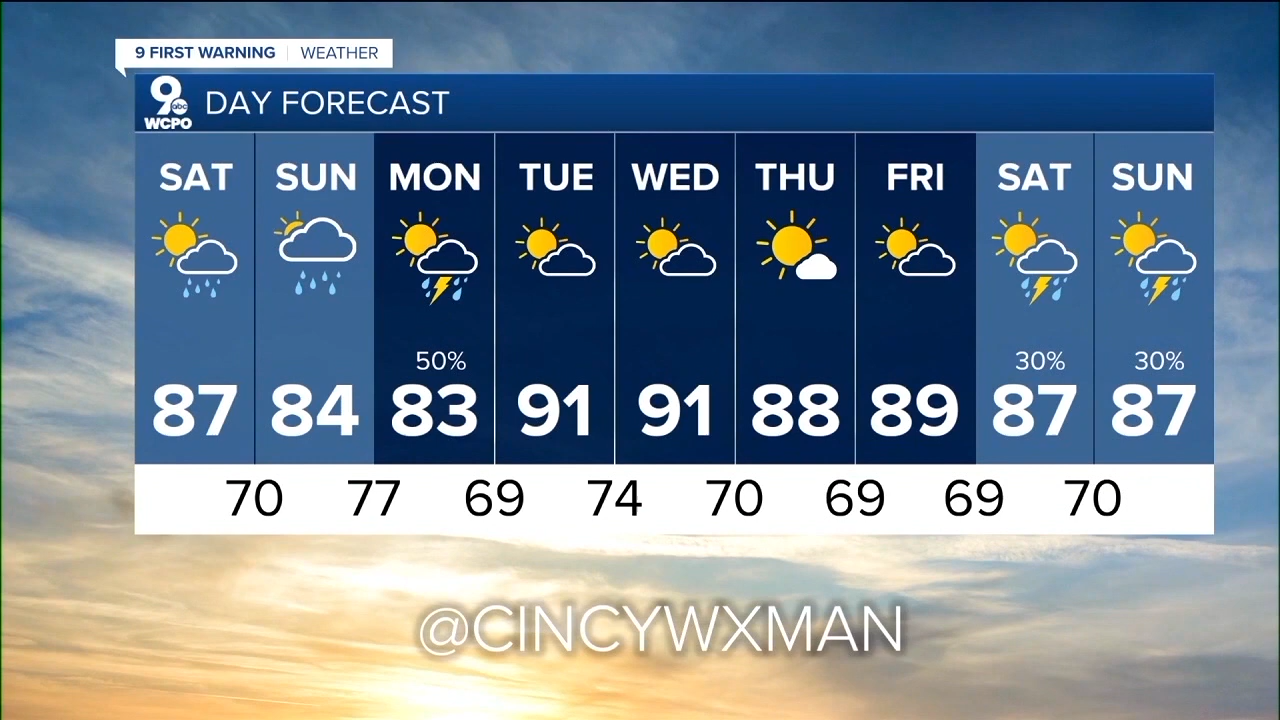 9 FIRST WARNING | WEATHER
9 abc WCPO DAY FORECAST
SAT SUN MON TUE WED THU FRI SAT SUN
50% 30% 30%
87 84 83 91 91 88 89 87 87
70 77 69 74 70 69 69 70
@CINCYWXMAN